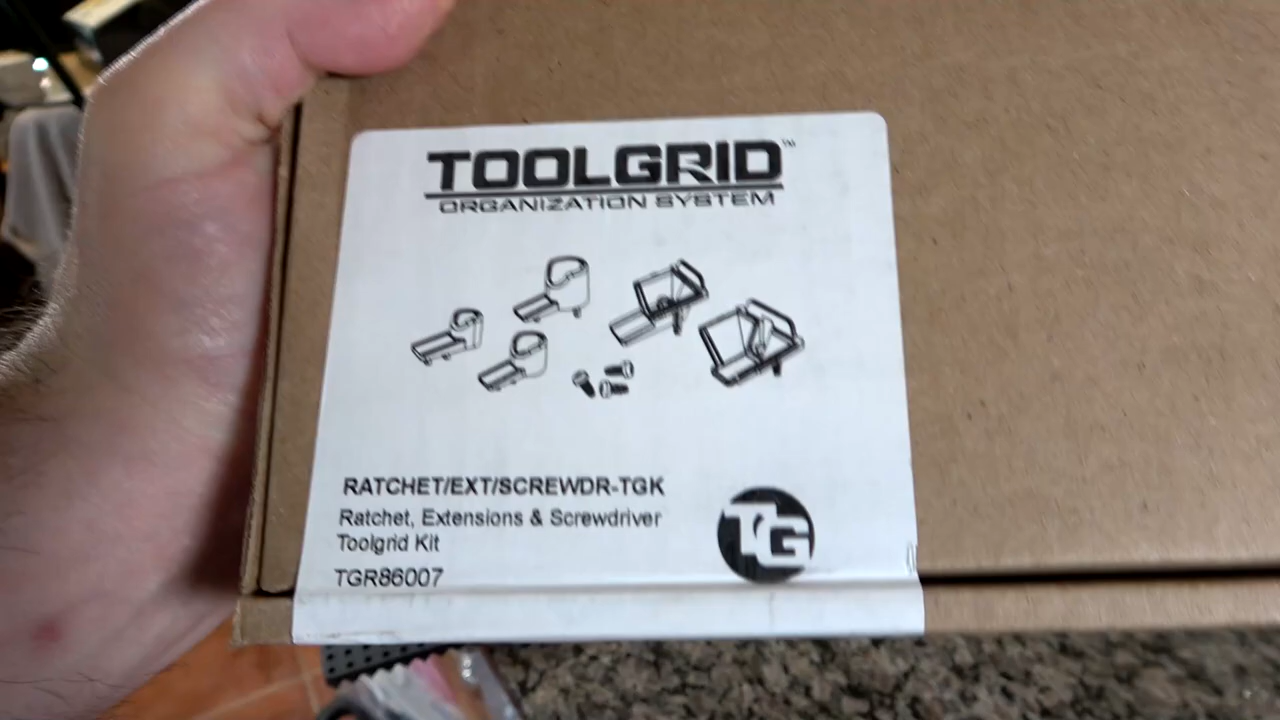 TOOLGRID™
ORGANIZATION SYSTEM
RATCHET/EXT/SCREWDR-TGK
Ratchet, Extensions & Screwdriver
Toolgrid Kit
TGR86007
TG